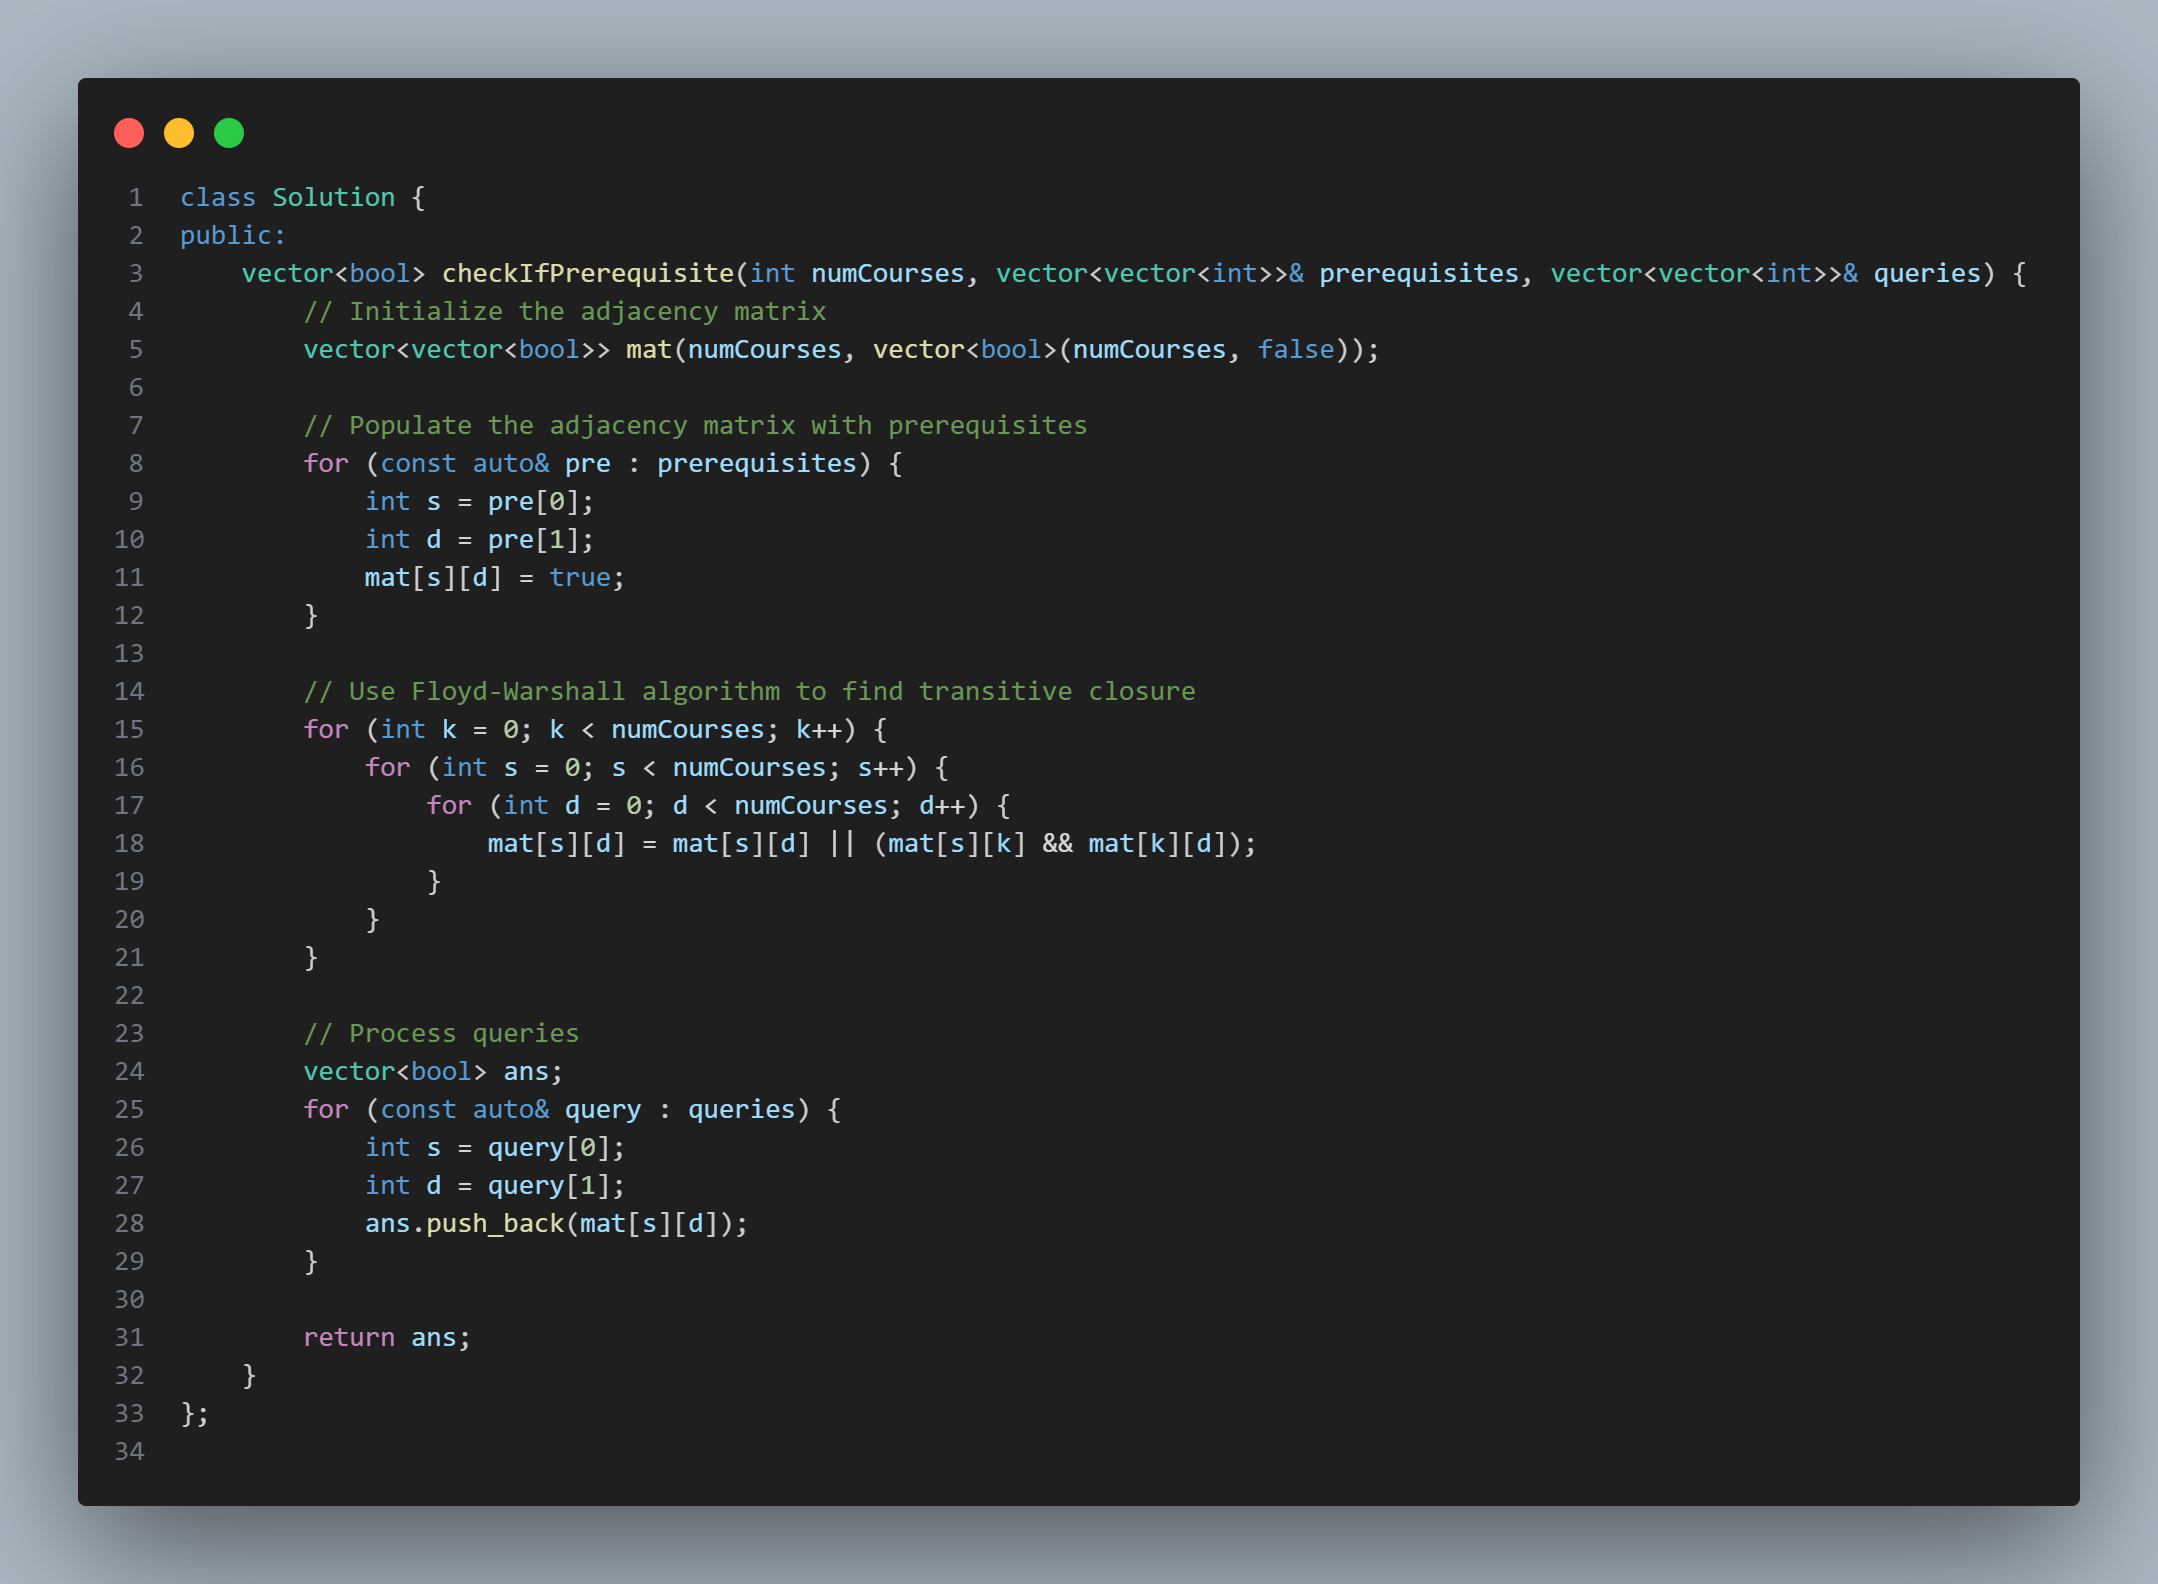 1 class Solution {
2 public:
3     vector<bool> checkIfPrerequisite(int numCourses, vector<vector<int>>& prerequisites, vector<vector<int>>& queries) {
4         // Initialize the adjacency matrix
5         vector<vector<bool>> mat(numCourses, vector<bool>(numCourses, false));
6
7         // Populate the adjacency matrix with prerequisites
8         for (const auto& pre : prerequisites) {
9             int s = pre[0];
10             int d = pre[1];
11             mat[s][d] = true;
12         }
13
14         // Use Floyd-Warshall algorithm to find transitive closure
15         for (int k = 0; k < numCourses; k++) {
16             for (int s = 0; s < numCourses; s++) {
17                 for (int d = 0; d < numCourses; d++) {
18                     mat[s][d] = mat[s][d] || (mat[s][k] && mat[k][d]);
19                 }
20             }
21         }
22
23         // Process queries
24         vector<bool> ans;
25         for (const auto& query : queries) {
26             int s = query[0];
27             int d = query[1];
28             ans.push_back(mat[s][d]);
29         }
30
31         return ans;
32     }
33 };
34